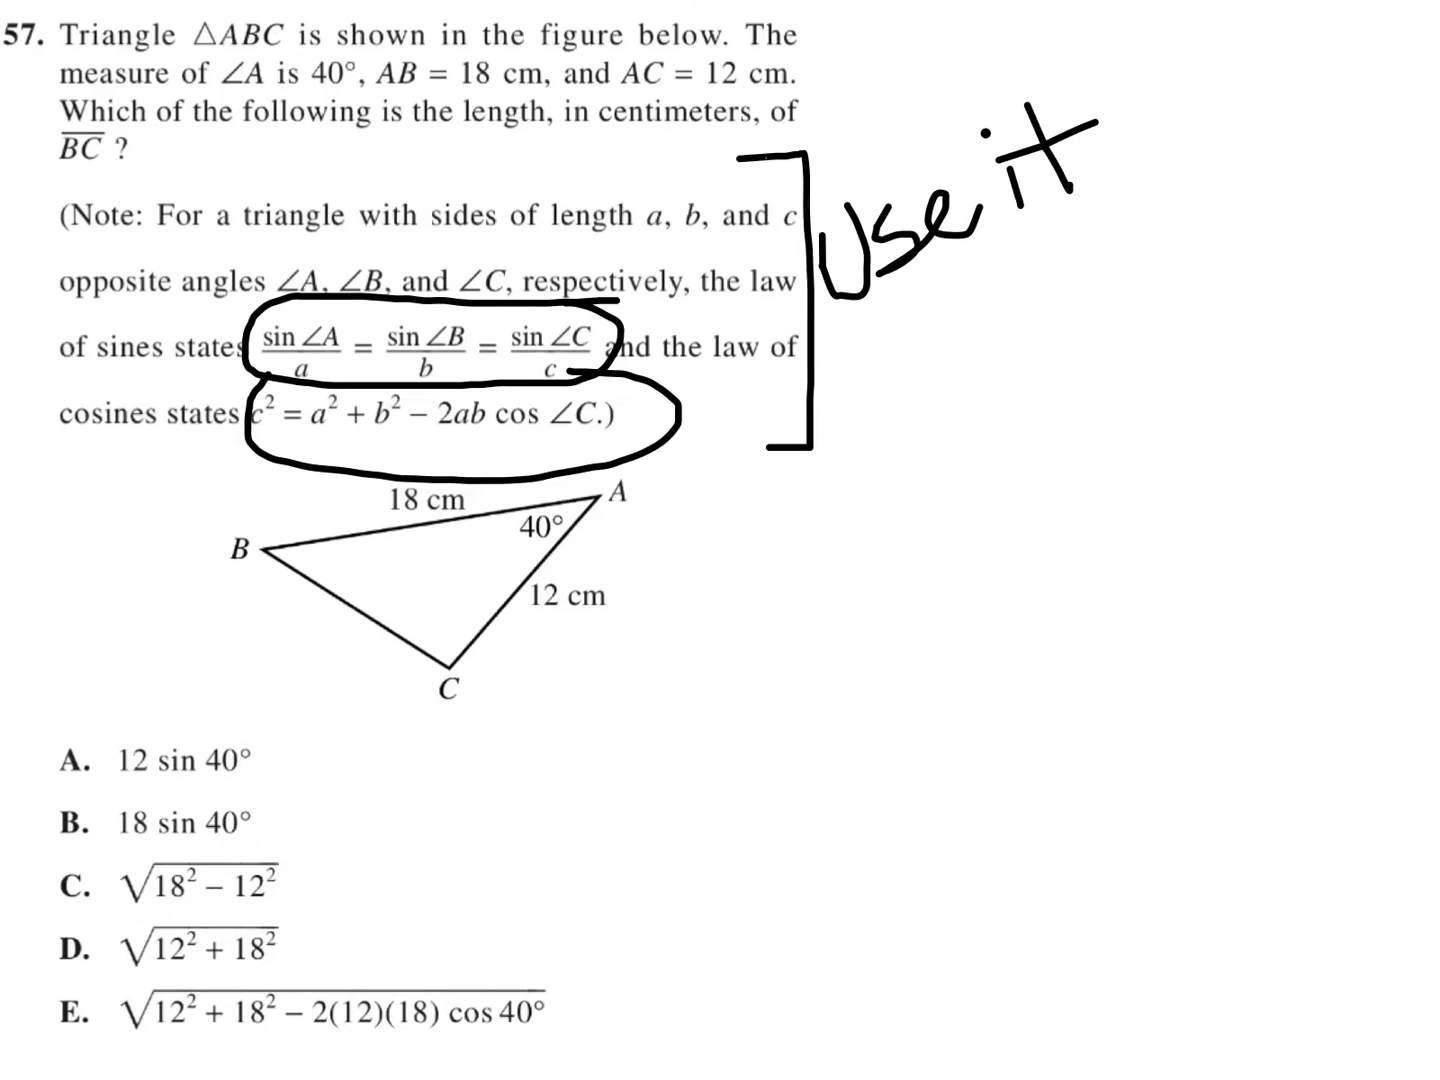 57. Triangle △ABC is shown in the figure below. The
measure of ∠A is 40°, AB = 18 cm, and AC = 12 cm.
Which of the following is the length, in centimeters, of
B̅C̅ ?
(Note: For a triangle with sides of length a, b, and c
opposite angles ∠A, ∠B, and ∠C, respectively, the law
of sines states sin ∠A/a = sin ∠B/b = sin ∠C/c and the law of
cosines states c² = a² + b² – 2ab cos ∠C.)
Use it
18 cm
A
40°
B
12 cm
C
A. 12 sin 40°
B. 18 sin 40°
C. √(18² – 12²)
D. √(12² + 18²)
E. √(12² + 18² – 2(12)(18) cos 40°)